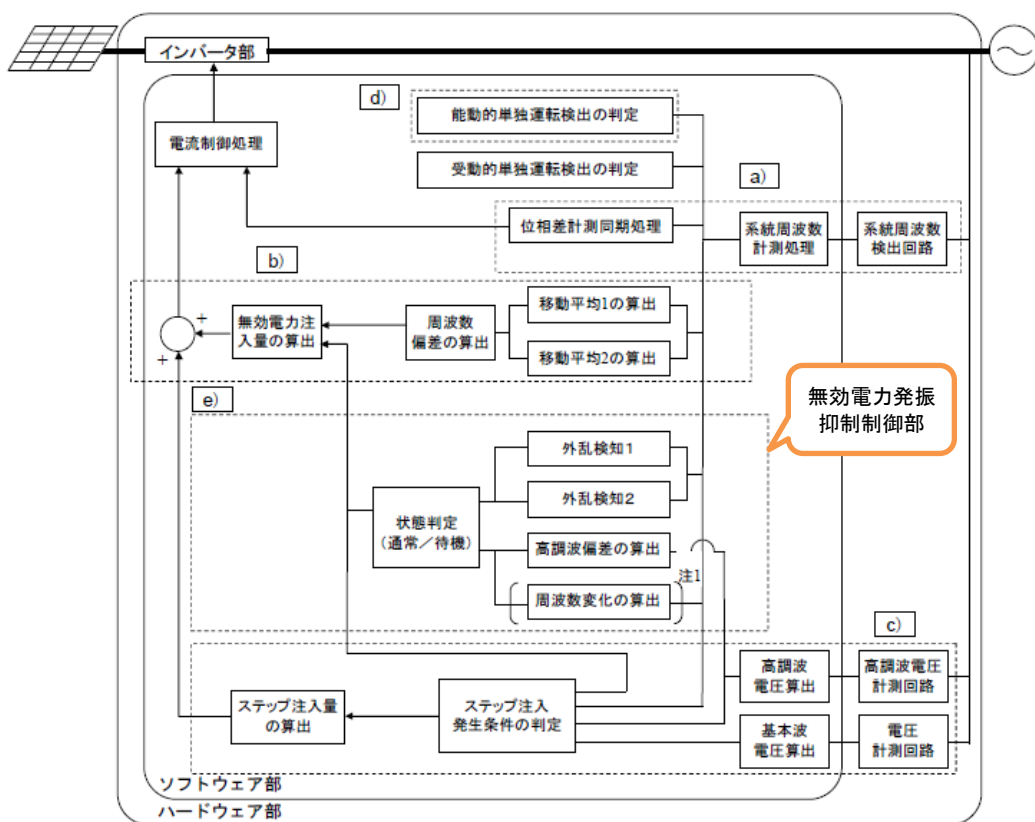 インバータ部
d)
能動的単独運転検出の判定
電流制御処理
受動的単独運転検出の判定
a)
位相差計測同期処理
系統周波数
計測処理
系統周波数
検出回路
b)
移動平均1の算出
+
無効電力注
入量の算出
周波数
偏差の算出
+
移動平均2の算出
e)
無効電力発振
抑制制御部
外乱検知1
外乱検知2
状態判定
(通常/待機)
高調波偏差の算出
注1
周波数変化の算出
c)
高調波
電圧算出
高調波電圧
計測回路
ステップ注入量
の算出
ステップ注入
発生条件の判定
基本波
電圧算出
電圧
計測回路
ソフトウェア部
ハードウェア部